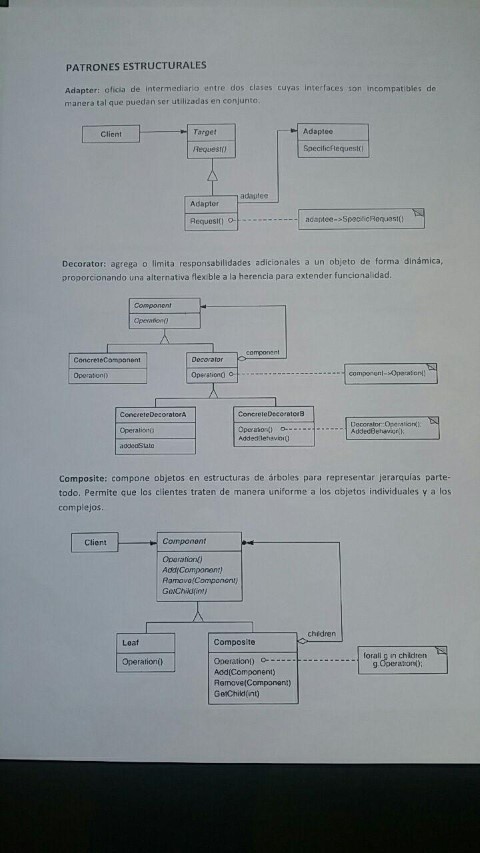 PATRONES ESTRUCTURALES
Adapter: oficia de intermediario entre dos clases cuyas interfaces son incompatibles de
manera tal que puedan ser utilizadas en conjunto.
Client
Target
Request()
Adaptee
SpecificRequest()
adaptee
Adapter
Request()
adaptee->SpecificRequest()
Decorator: agrega o limita responsabilidades adicionales a un objeto de forma dinámica,
proporcionando una alternativa flexible a la herencia para extender funcionalidad.
Component
Operation()
component
ConcreteComponent
Operation()
Decorator
Operation()
component->Operation()
ConcreteDecoratorA
Operation()
addedState
ConcreteDecoratorB
Operation()
AddedBehavior()
Decorator::Operation();
AddedBehavior();
Composite: compone objetos en estructuras de árboles para representar jerarquías parte-
todo. Permite que los clientes traten de manera uniforme a los objetos individuales y a los
complejos.
Client
Component
Operation()
Add(Component)
Remove(Component)
GetChild(int)
children
Leaf
Operation()
Composite
Operation()
Add(Component)
Remove(Component)
GetChild(int)
forall g in children
g.Operation();